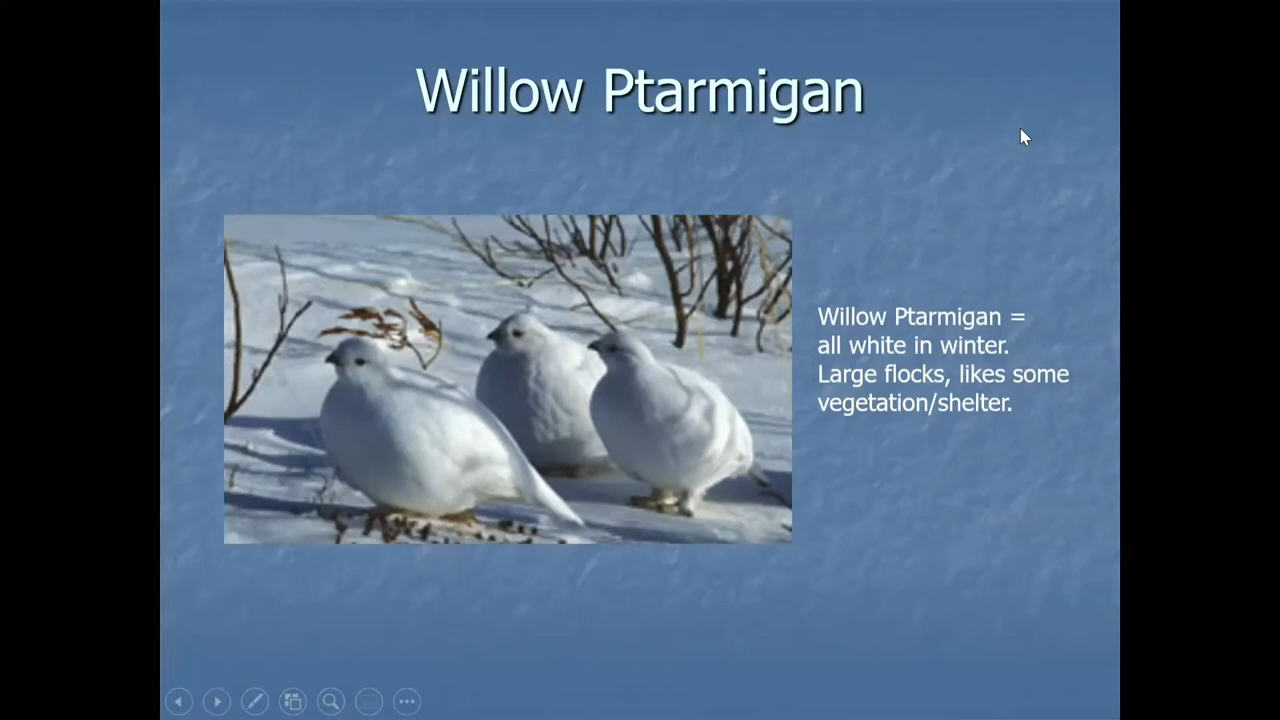 Willow Ptarmigan
Willow Ptarmigan =
all white in winter.
Large flocks, likes some
vegetation/shelter.